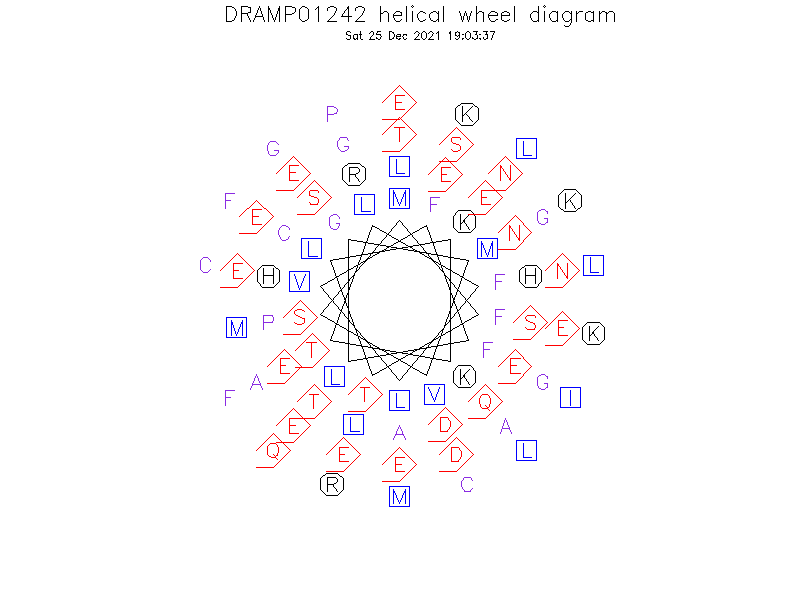 DRAMP01242 helical wheel diagram
Sat 25 Dec 2021 19:03:37
E
P K
T
G S
G L
L
E R E N
F S L M F E K
E G K G
C N
L M
C E H V F H N L
M P S F S E K
T F
E E
A L K G
F T T L V Q I
E L A D A
Q E E D L
R C
M